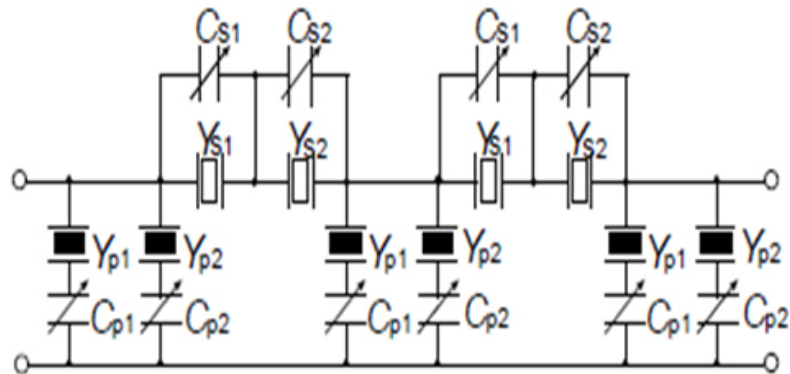 CS1 CS2 CS1 CS2
YS1 YS2 YS1 YS2
Yp1 Yp2 Yp1 Yp2 Yp1 Yp2
Cp1 Cp2 Cp1 Cp2 Cp1 Cp2